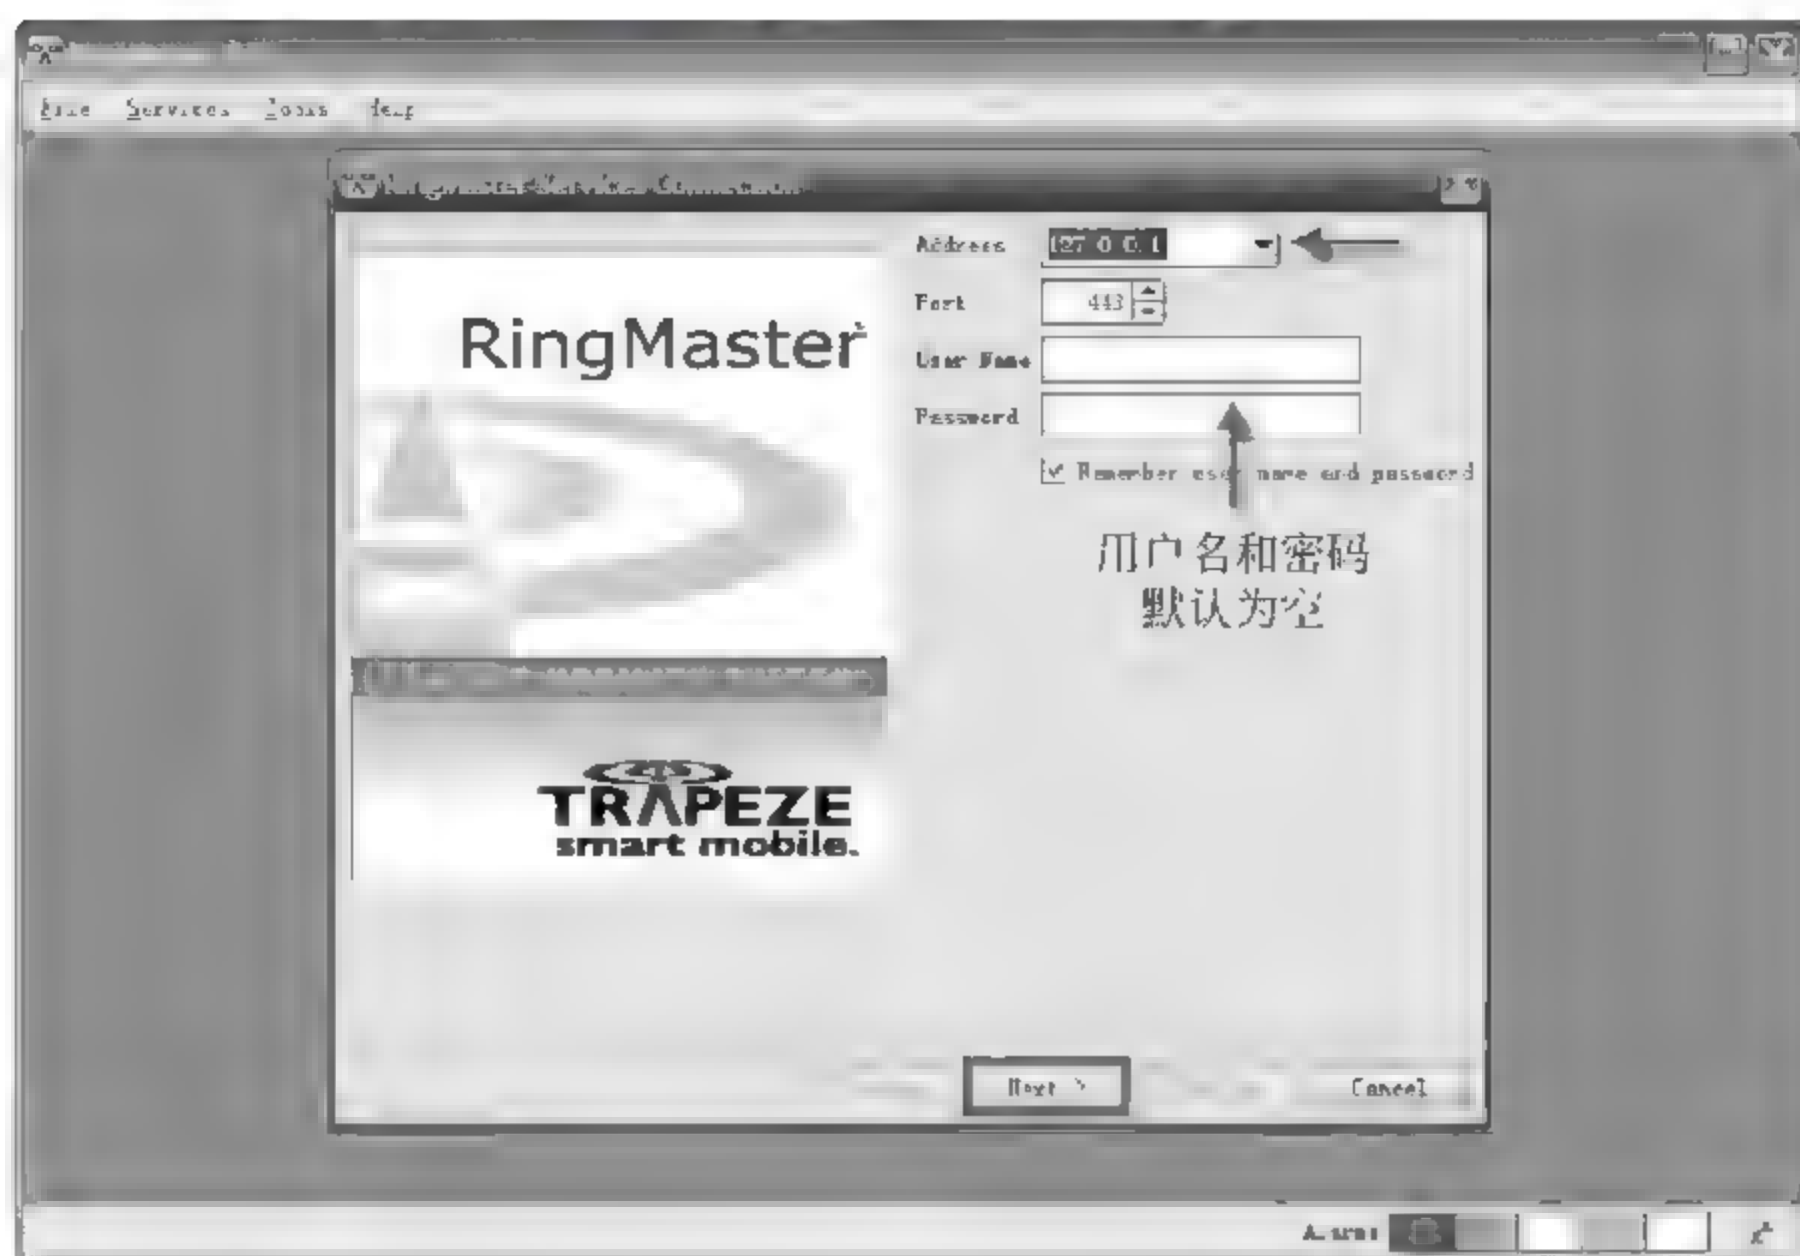 File Services Tools Help
Address 127.0.0.1
Port 443
User Name
Password
Remember user name and password
用户名和密码
默认为空
RingMaster
TRAPEZE
smart mobile.
Next >
Cancel
Alarms